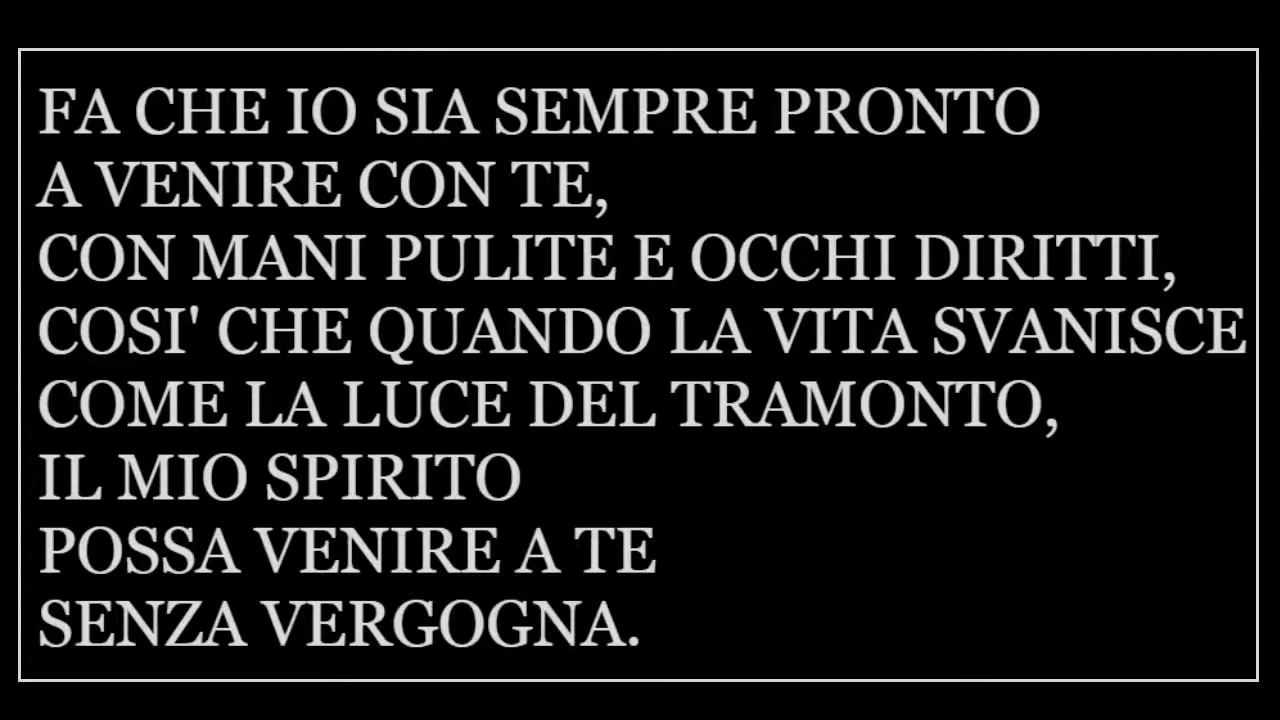 FA CHE IO SIA SEMPRE PRONTO
A VENIRE CON TE,
CON MANI PULITE E OCCHI DIRITTI,
COSI' CHE QUANDO LA VITA SVANISCE
COME LA LUCE DEL TRAMONTO,
IL MIO SPIRITO
POSSA VENIRE A TE
SENZA VERGOGNA.